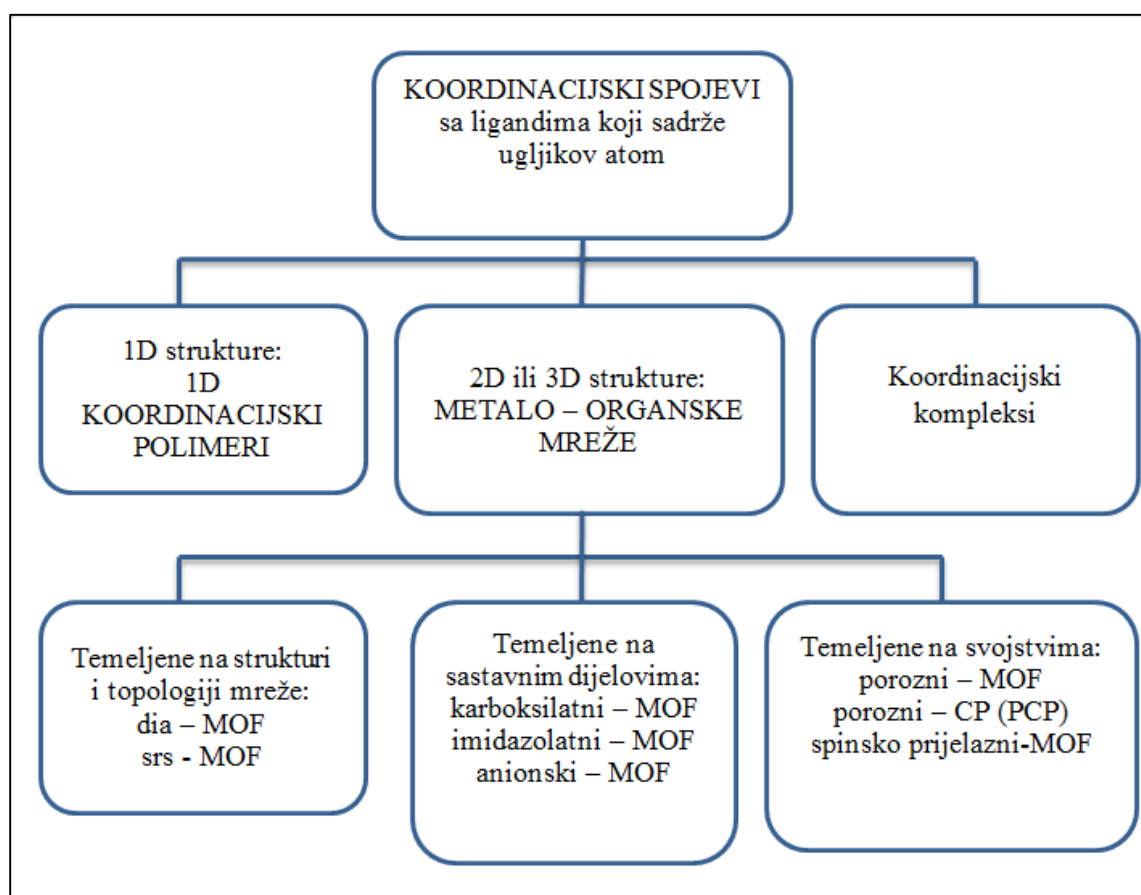 KOORDINACIJSKI SPOJEVI
sa ligandima koji sadrže
ugljikov atom
1D strukture:
1D
KOORDINACIJSKI
POLIMERI
2D ili 3D strukture:
METALO – ORGANSKE
MREŽE
Koordinacijski
kompleksi
Temeljene na strukturi
i topologiji mreže:
dia – MOF
srs - MOF
Temeljene na
sastavnim dijelovima:
karboksilatni – MOF
imidazolatni – MOF
anionski – MOF
Temeljene na svojstvima:
porozni – MOF
porozni – CP (PCP)
spinsko prijelazni-MOF